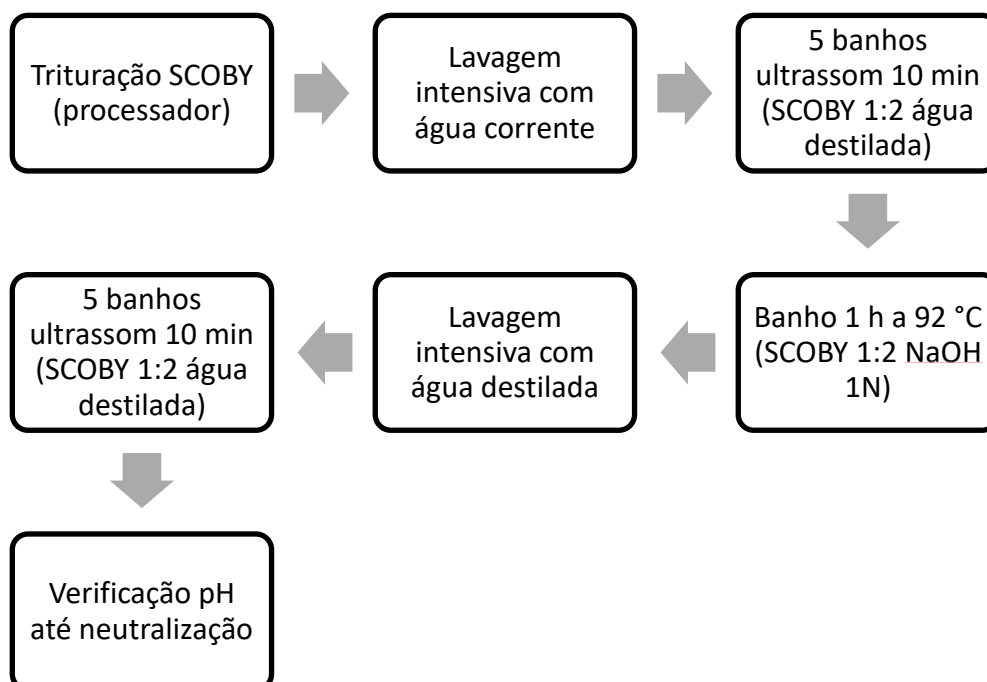 Trituração SCOBY
(processador)
Lavagem
intensiva com
água corrente
5 banhos
ultrassom 10 min
(SCOBY 1:2 água
destilada)
Banho 1 h a 92 °C
(SCOBY 1:2 NaOH
1N)
Lavagem
intensiva com
água destilada
5 banhos
ultrassom 10 min
(SCOBY 1:2 água
destilada)
Verificação pH
até neutralização